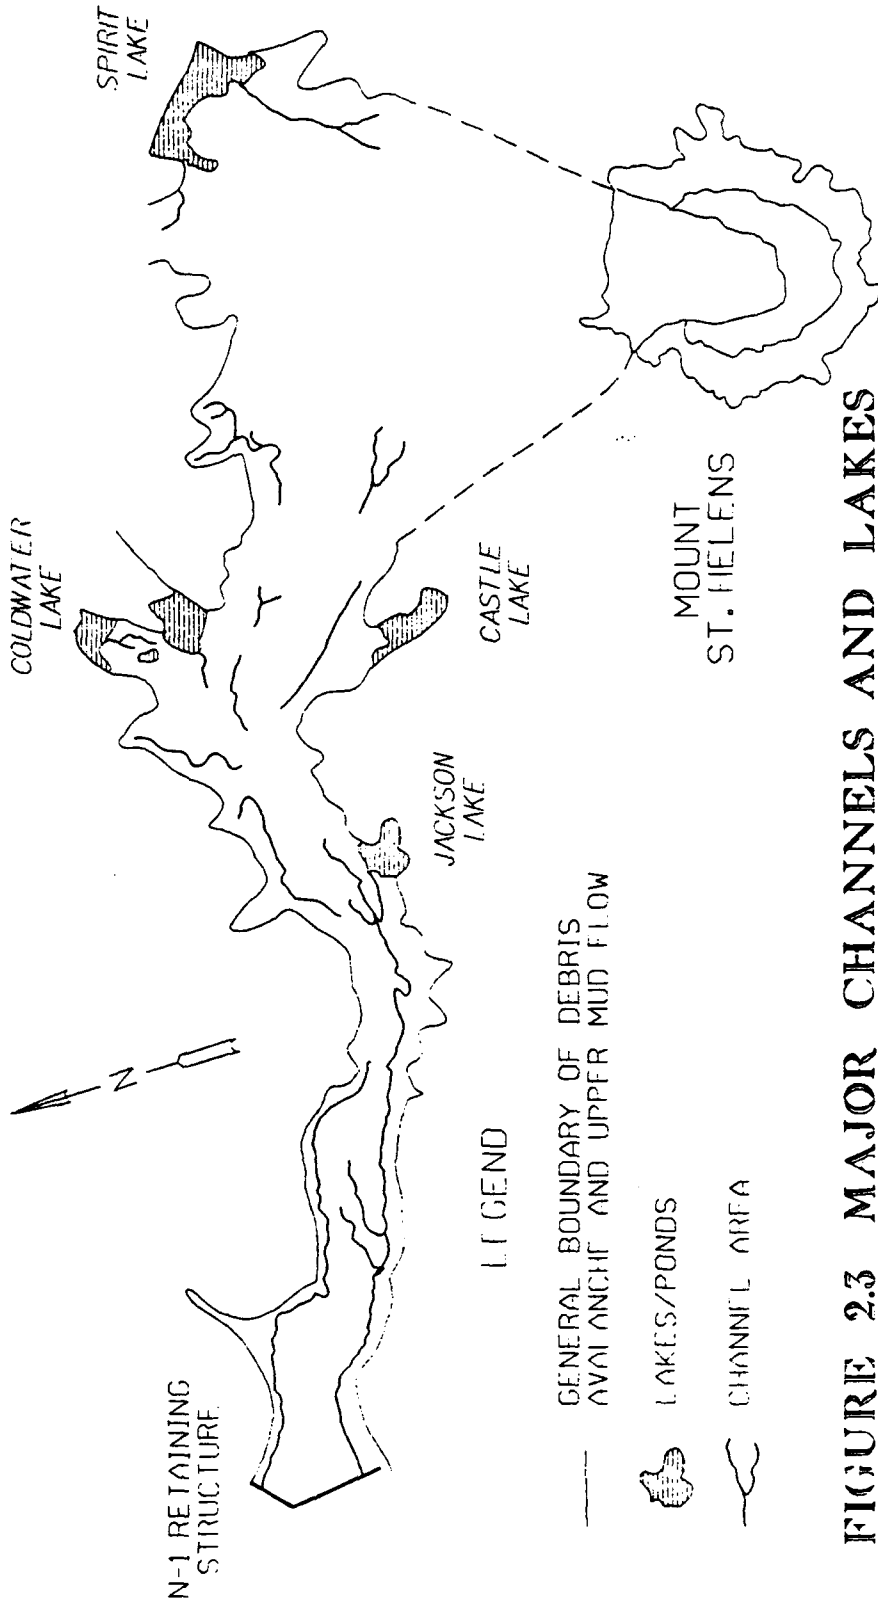 SPIRIT
LAKE
COLDWATER
LAKE
CASTLE
LAKE
JACKSON
LAKE
MOUNT
ST. HELENS
N
N-1 RETAINING
STRUCTURE
LEGEND
GENERAL BOUNDARY OF DEBRIS
AVALANCHE AND UPPER MUD FLOW
LAKES/PONDS
CHANNEL AREA
FIGURE 2.3 MAJOR CHANNELS AND LAKES